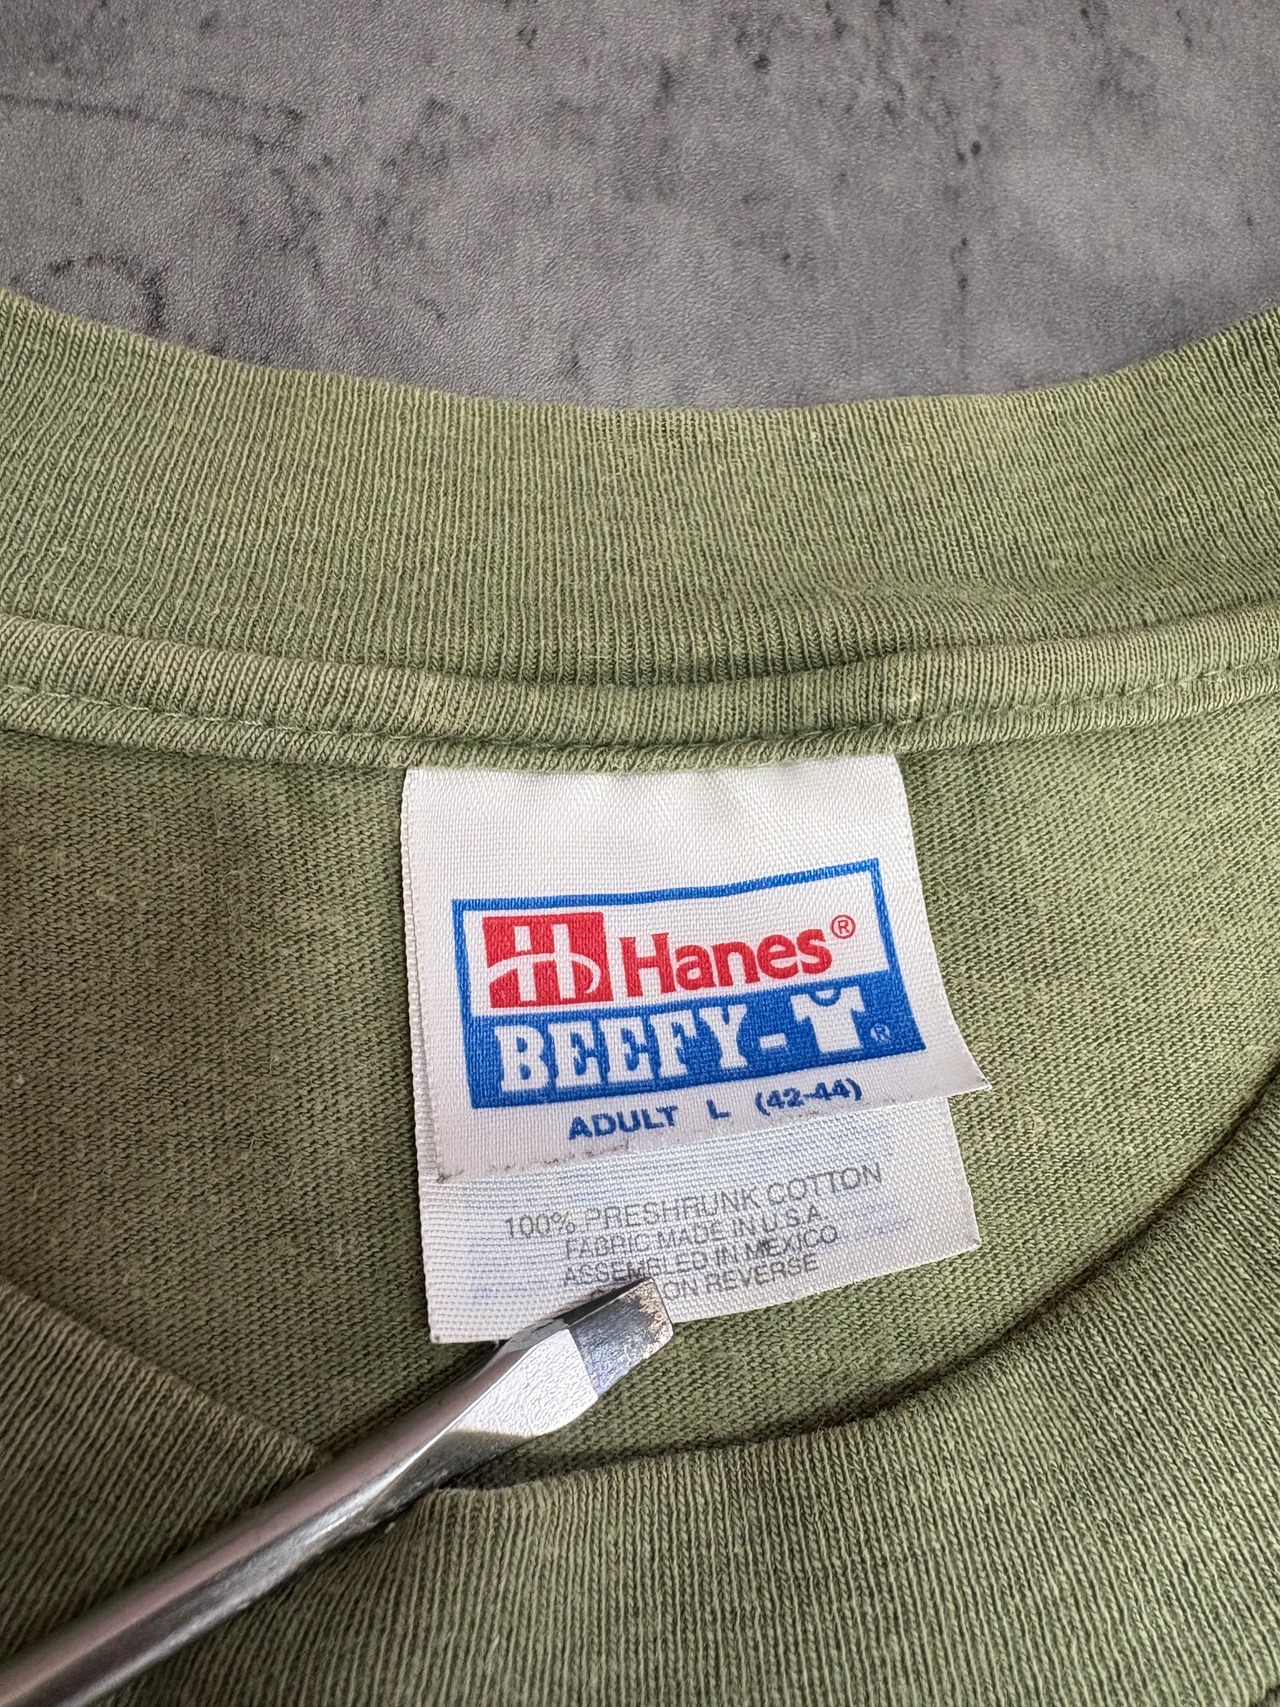 Hanes®
BEEFY-T®
ADULT L (42-44)
100% PRESHRUNK COTTON
FABRIC MADE IN U.S.A.
ASSEMBLED IN MEXICO
ON REVERSE